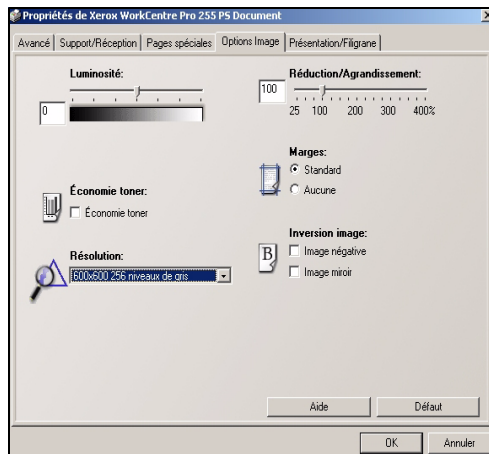 Propriétés de Xerox WorkCentre Pro 255 PS Document
Avancé Support/Réception Pages spéciales Options Image Présentation/Filigrane
Luminosité:
0
Réduction/Agrandissement:
100
25 100 200 300 400%
Marges:
Standard
Aucune
Économie toner:
Économie toner
Inversion image:
B
Image négative
Image miroir
Résolution:
600x600 256 niveaux de gris
Aide Défaut
OK Annuler